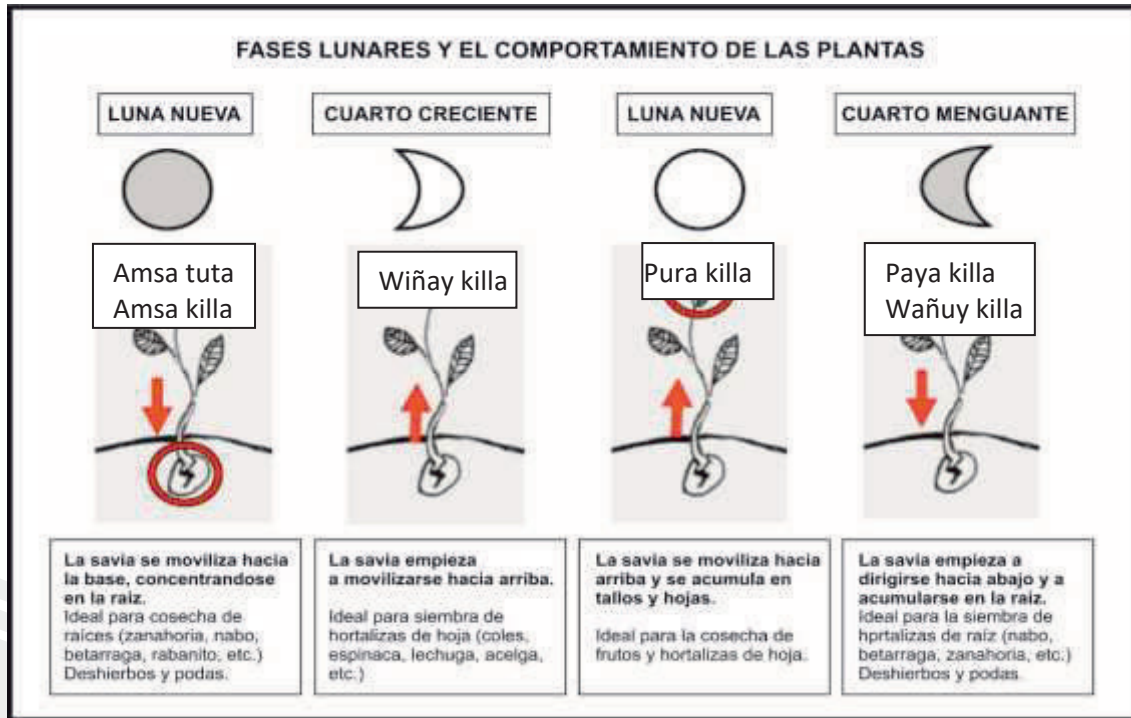 FASES LUNARES Y EL COMPORTAMIENTO DE LAS PLANTAS
LUNA NUEVA
CUARTO CRECIENTE
LUNA NUEVA
CUARTO MENGUANTE
Amsa tuta
Amsa killa
Wiñay killa
Pura killa
Paya killa
Wañuy killa
La savia se moviliza hacia
la base, concentrandose
en la raiz.
Ideal para cosecha de
raíces (zanahoria, nabo,
betarraga, rabanito, etc.)
Deshierbos y podas.
La savia empieza
a movilizarse hacia arriba.
Ideal para siembra de
hortalizas de hoja (coles,
espinaca, lechuga, acelga,
etc.)
La savia se moviliza hacia
arriba y se acumula en
tallos y hojas.
Ideal para la cosecha de
frutos y hortalizas de hoja.
La savia empieza a
dirigirse hacia abajo y a
acumularse en la raiz.
Ideal para la siembra de
hprtalizas de raíz (nabo,
betarraga, zanahoria, etc.)
Deshierbos y podas.